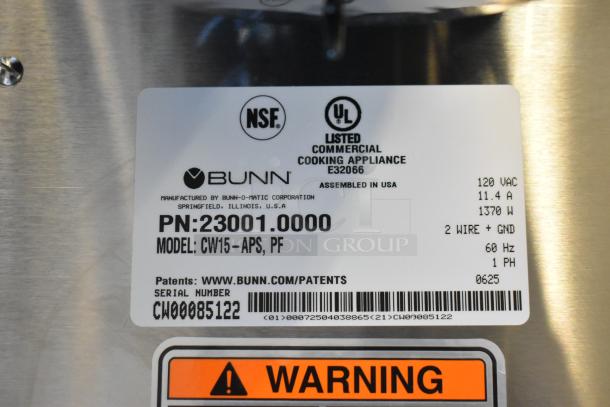 NSF®
UL
LISTED
COMMERCIAL
COOKING APPLIANCE
E32066
BUNN®
ASSEMBLED IN USA
MANUFACTURED BY BUNN-O-MATIC CORPORATION
SPRINGFIELD, ILLINOIS, U.S.A
120 VAC
11.4 A
1370 W
2 WIRE + GND
60 Hz
1 PH
PN:23001.0000
MODEL: CW15-APS, PF
Patents: WWW.BUNN.COM/PATENTS
0625
SERIAL NUMBER
CW00085122
(01)00072504038865(21)CW00085122
WARNING